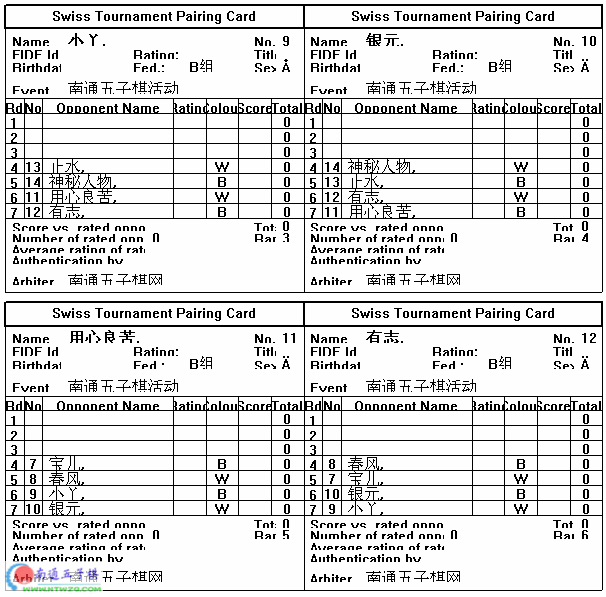 Swiss Tournament Pairing Card
Name 小丫, No. 9
FIDE Id Rating: Titl
Birthdat Fed.: B组 Sex
Event 南通五子棋活动
Rd No Opponent Name Rating Colou Score Total
1 0
2 0
3 0
4 13 止水, W 0
5 14 神秘人物, B 0
6 11 用心良苦, W 0
7 12 有志, B 0
Score vs. rated oppo Tot: 0
Number of rated opp 0 Ran 3
Average rating of rat
Authentication by
Arbiter 南通五子棋网
Swiss Tournament Pairing Card
Name 银元, No. 10
FIDE Id Rating: Titl
Birthdat Fed.: B组 Sex
Event 南通五子棋活动
Rd No Opponent Name Rating Colou Score Total
1 0
2 0
3 0
4 14 神秘人物, W 0
5 13 止水, B 0
6 12 有志, W 0
7 11 用心良苦, B 0
Score vs. rated oppo Tot: 0
Number of rated opp 0 Ran 4
Average rating of rat
Authentication by
Arbiter 南通五子棋网
Swiss Tournament Pairing Card
Name 用心良苦, No. 11
FIDE Id Rating: Titl
Birthdat Fed.: B组 Sex
Event 南通五子棋活动
Rd No Opponent Name Rating Colou Score Total
1 0
2 0
3 0
4 7 宝儿, B 0
5 8 春风, W 0
6 9 小丫, B 0
7 10 银元, W 0
Score vs. rated oppo Tot: 0
Number of rated opp 0 Ran 5
Average rating of rat
Authentication by
Arbiter 南通五子棋网
Swiss Tournament Pairing Card
Name 有志, No. 12
FIDE Id Rating: Titl
Birthdat Fed.: B组 Sex
Event 南通五子棋活动
Rd No Opponent Name Rating Colou Score Total
1 0
2 0
3 0
4 8 春风, B 0
5 7 宝儿, W 0
6 10 银元, B 0
7 9 小丫, W 0
Score vs. rated oppo Tot: 0
Number of rated opp 0 Ran 6
Average rating of rat
Authentication by
Arbiter 南通五子棋网
南通五子棋
WWW.NTWZQ.COM